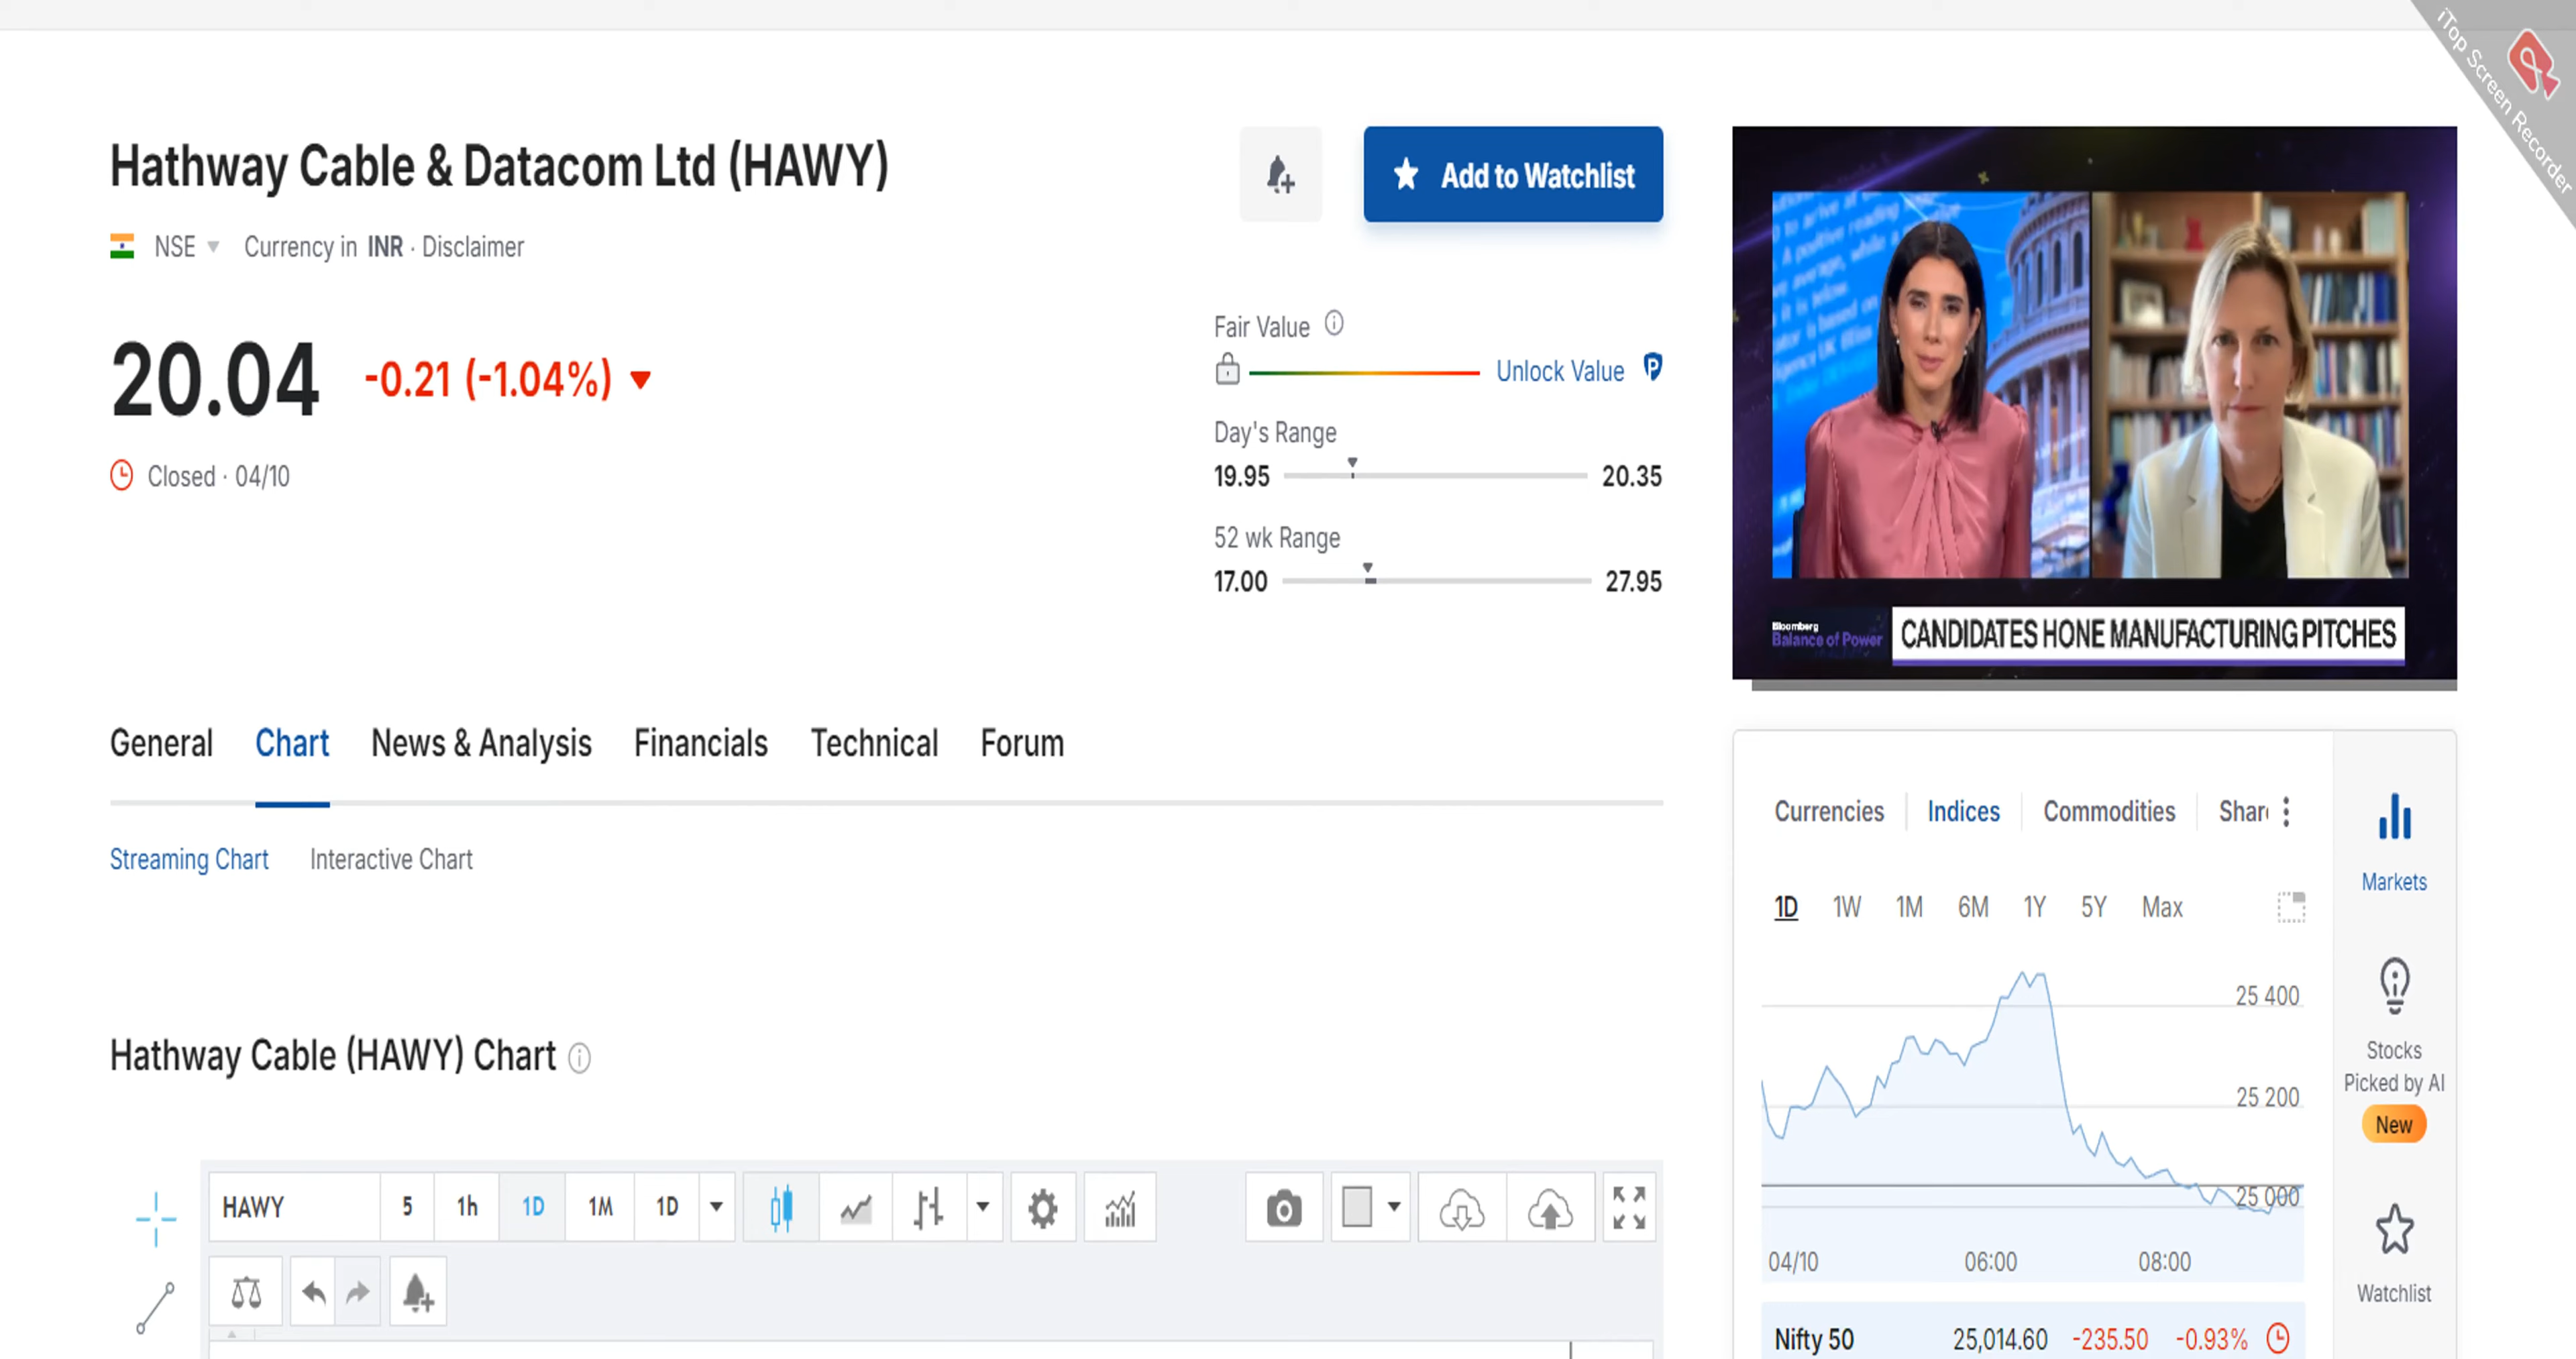 iTop Screen Recorder
Hathway Cable & Datacom Ltd (HAWY)
NSE Currency in INR · Disclaimer
Add to Watchlist
20.04 -0.21 (-1.04%)
Closed · 04/10
Fair Value
Unlock Value
Day's Range
19.95 20.35
52 wk Range
17.00 27.95
Bloomberg
Balance of Power
CANDIDATES HONE MANUFACTURING PITCHES
General Chart News & Analysis Financials Technical Forum
Streaming Chart Interactive Chart
Hathway Cable (HAWY) Chart
HAWY 5 1h 1D 1M 1D
Currencies Indices Commodities Shar
1D 1W 1M 6M 1Y 5Y Max
25 400
25 200
25 000
04/10 06:00 08:00
Nifty 50 25,014.60 -235.50 -0.93%
Markets
Stocks
Picked by AI
New
Watchlist